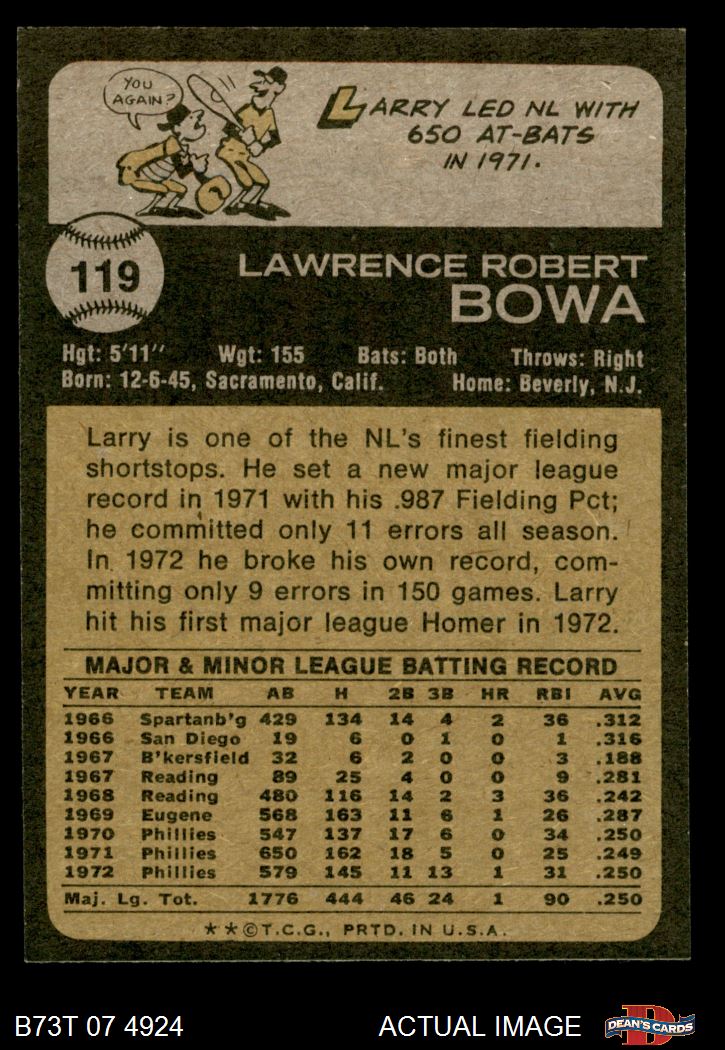 YOU
AGAIN?
LARRY LED NL WITH
650 AT-BATS
IN 1971.
119
LAWRENCE ROBERT
BOWA
Hgt: 5'11" Wgt: 155 Bats: Both Throws: Right
Born: 12-6-45, Sacramento, Calif. Home: Beverly, N.J.
Larry is one of the NL's finest fielding
shortstops. He set a new major league
record in 1971 with his .987 Fielding Pct;
he committed only 11 errors all season.
In 1972 he broke his own record, com-
mitting only 9 errors in 150 games. Larry
hit his first major league Homer in 1972.
MAJOR & MINOR LEAGUE BATTING RECORD
YEAR TEAM AB H 2B 3B HR RBI AVG
1966 Spartanb'g 429 134 14 4 2 36 .312
1966 San Diego 19 6 0 1 0 1 .316
1967 B'kersfield 32 6 2 0 0 3 .188
1967 Reading 89 25 4 0 0 9 .281
1968 Reading 480 116 14 2 3 36 .242
1969 Eugene 568 163 11 6 1 26 .287
1970 Phillies 547 137 17 6 0 34 .250
1971 Phillies 650 162 18 5 0 25 .249
1972 Phillies 579 145 11 13 1 31 .250
Maj. Lg. Tot. 1776 444 46 24 1 90 .250
**©T.C.G., PRTD. IN U.S.A.
B73T 07 4924 ACTUAL IMAGE DEAN'S CARDS